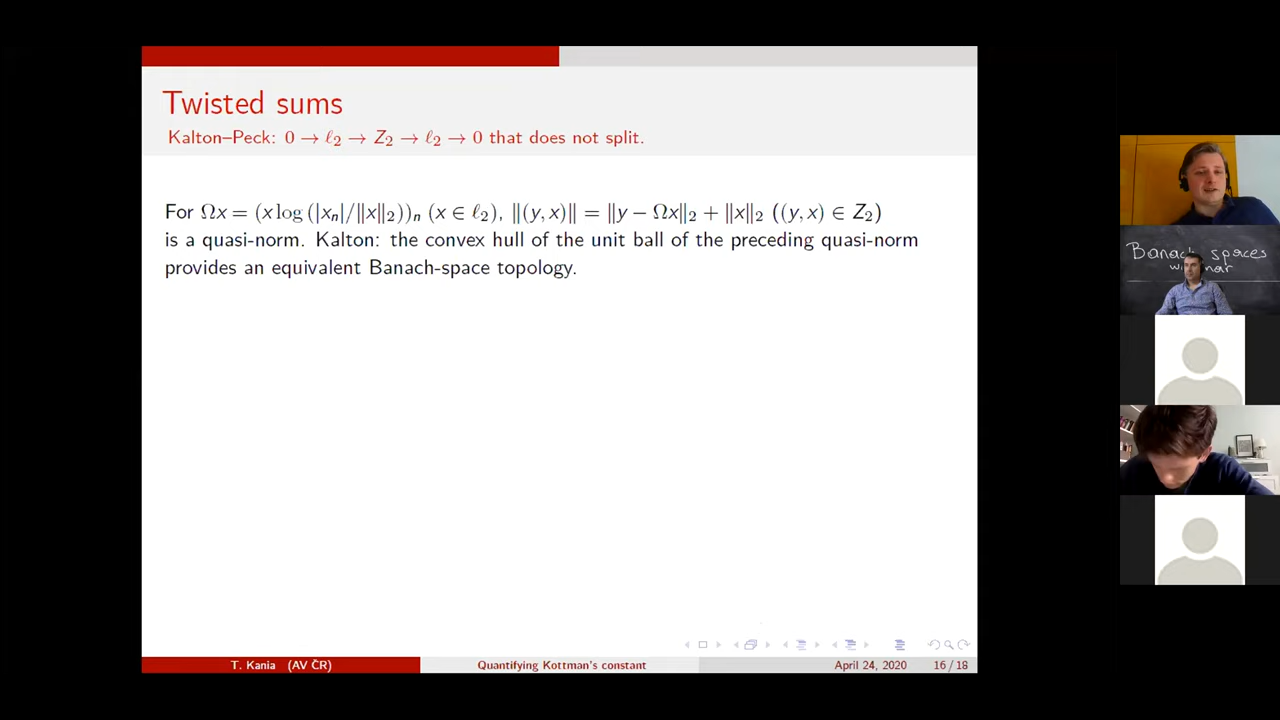 Twisted sums
Kalton–Peck: 0 → ℓ₂ → Z₂ → ℓ₂ → 0 that does not split.
For Ωx = (x log (|xₙ|/‖x‖₂))ₙ (x ∈ ℓ₂), ‖(y, x)‖ = ‖y − Ωx‖₂ + ‖x‖₂ ((y, x) ∈ Z₂)
is a quasi-norm. Kalton: the convex hull of the unit ball of the preceding quasi-norm
provides an equivalent Banach-space topology.
T. Kania (AV ČR) Quantifying Kottman's constant April 24, 2020 16 / 18
Banach spaces